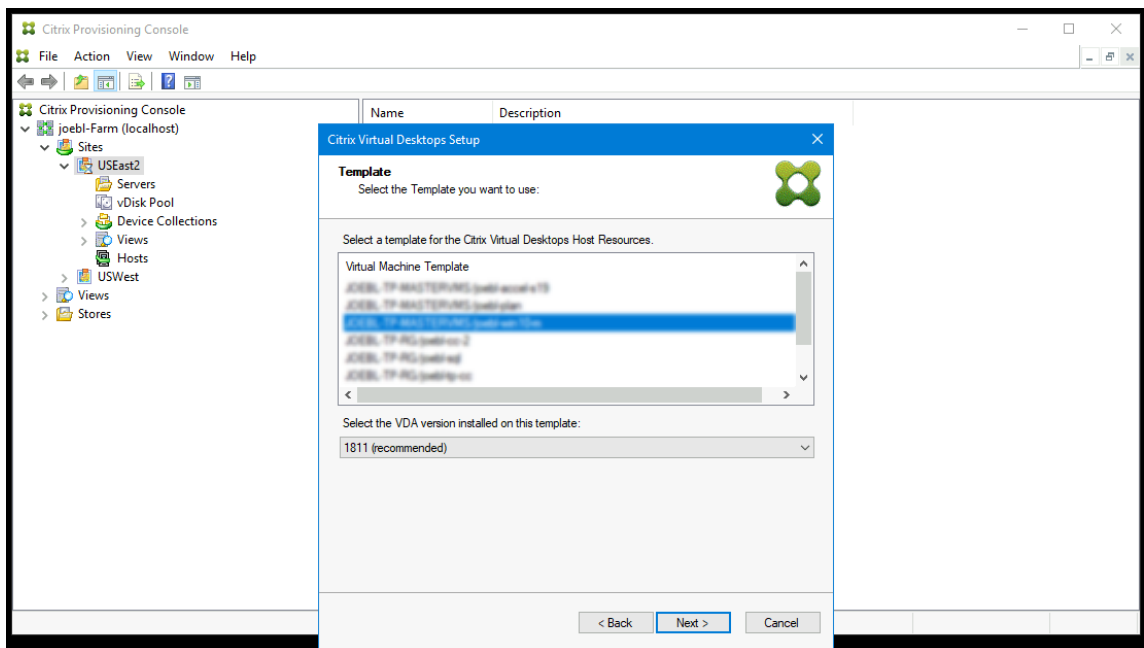 Citrix Provisioning Console
File Action View Window Help
Citrix Provisioning Console
joebl-Farm (localhost)
Sites
USEast2
Servers
vDisk Pool
Device Collections
Views
Hosts
USWest
Views
Stores
Name Description
Citrix Virtual Desktops Setup
Template
Select the Template you want to use:
Select a template for the Citrix Virtual Desktops Host Resources.
Virtual Machine Template
Select the VDA version installed on this template:
1811 (recommended)
< Back Next > Cancel